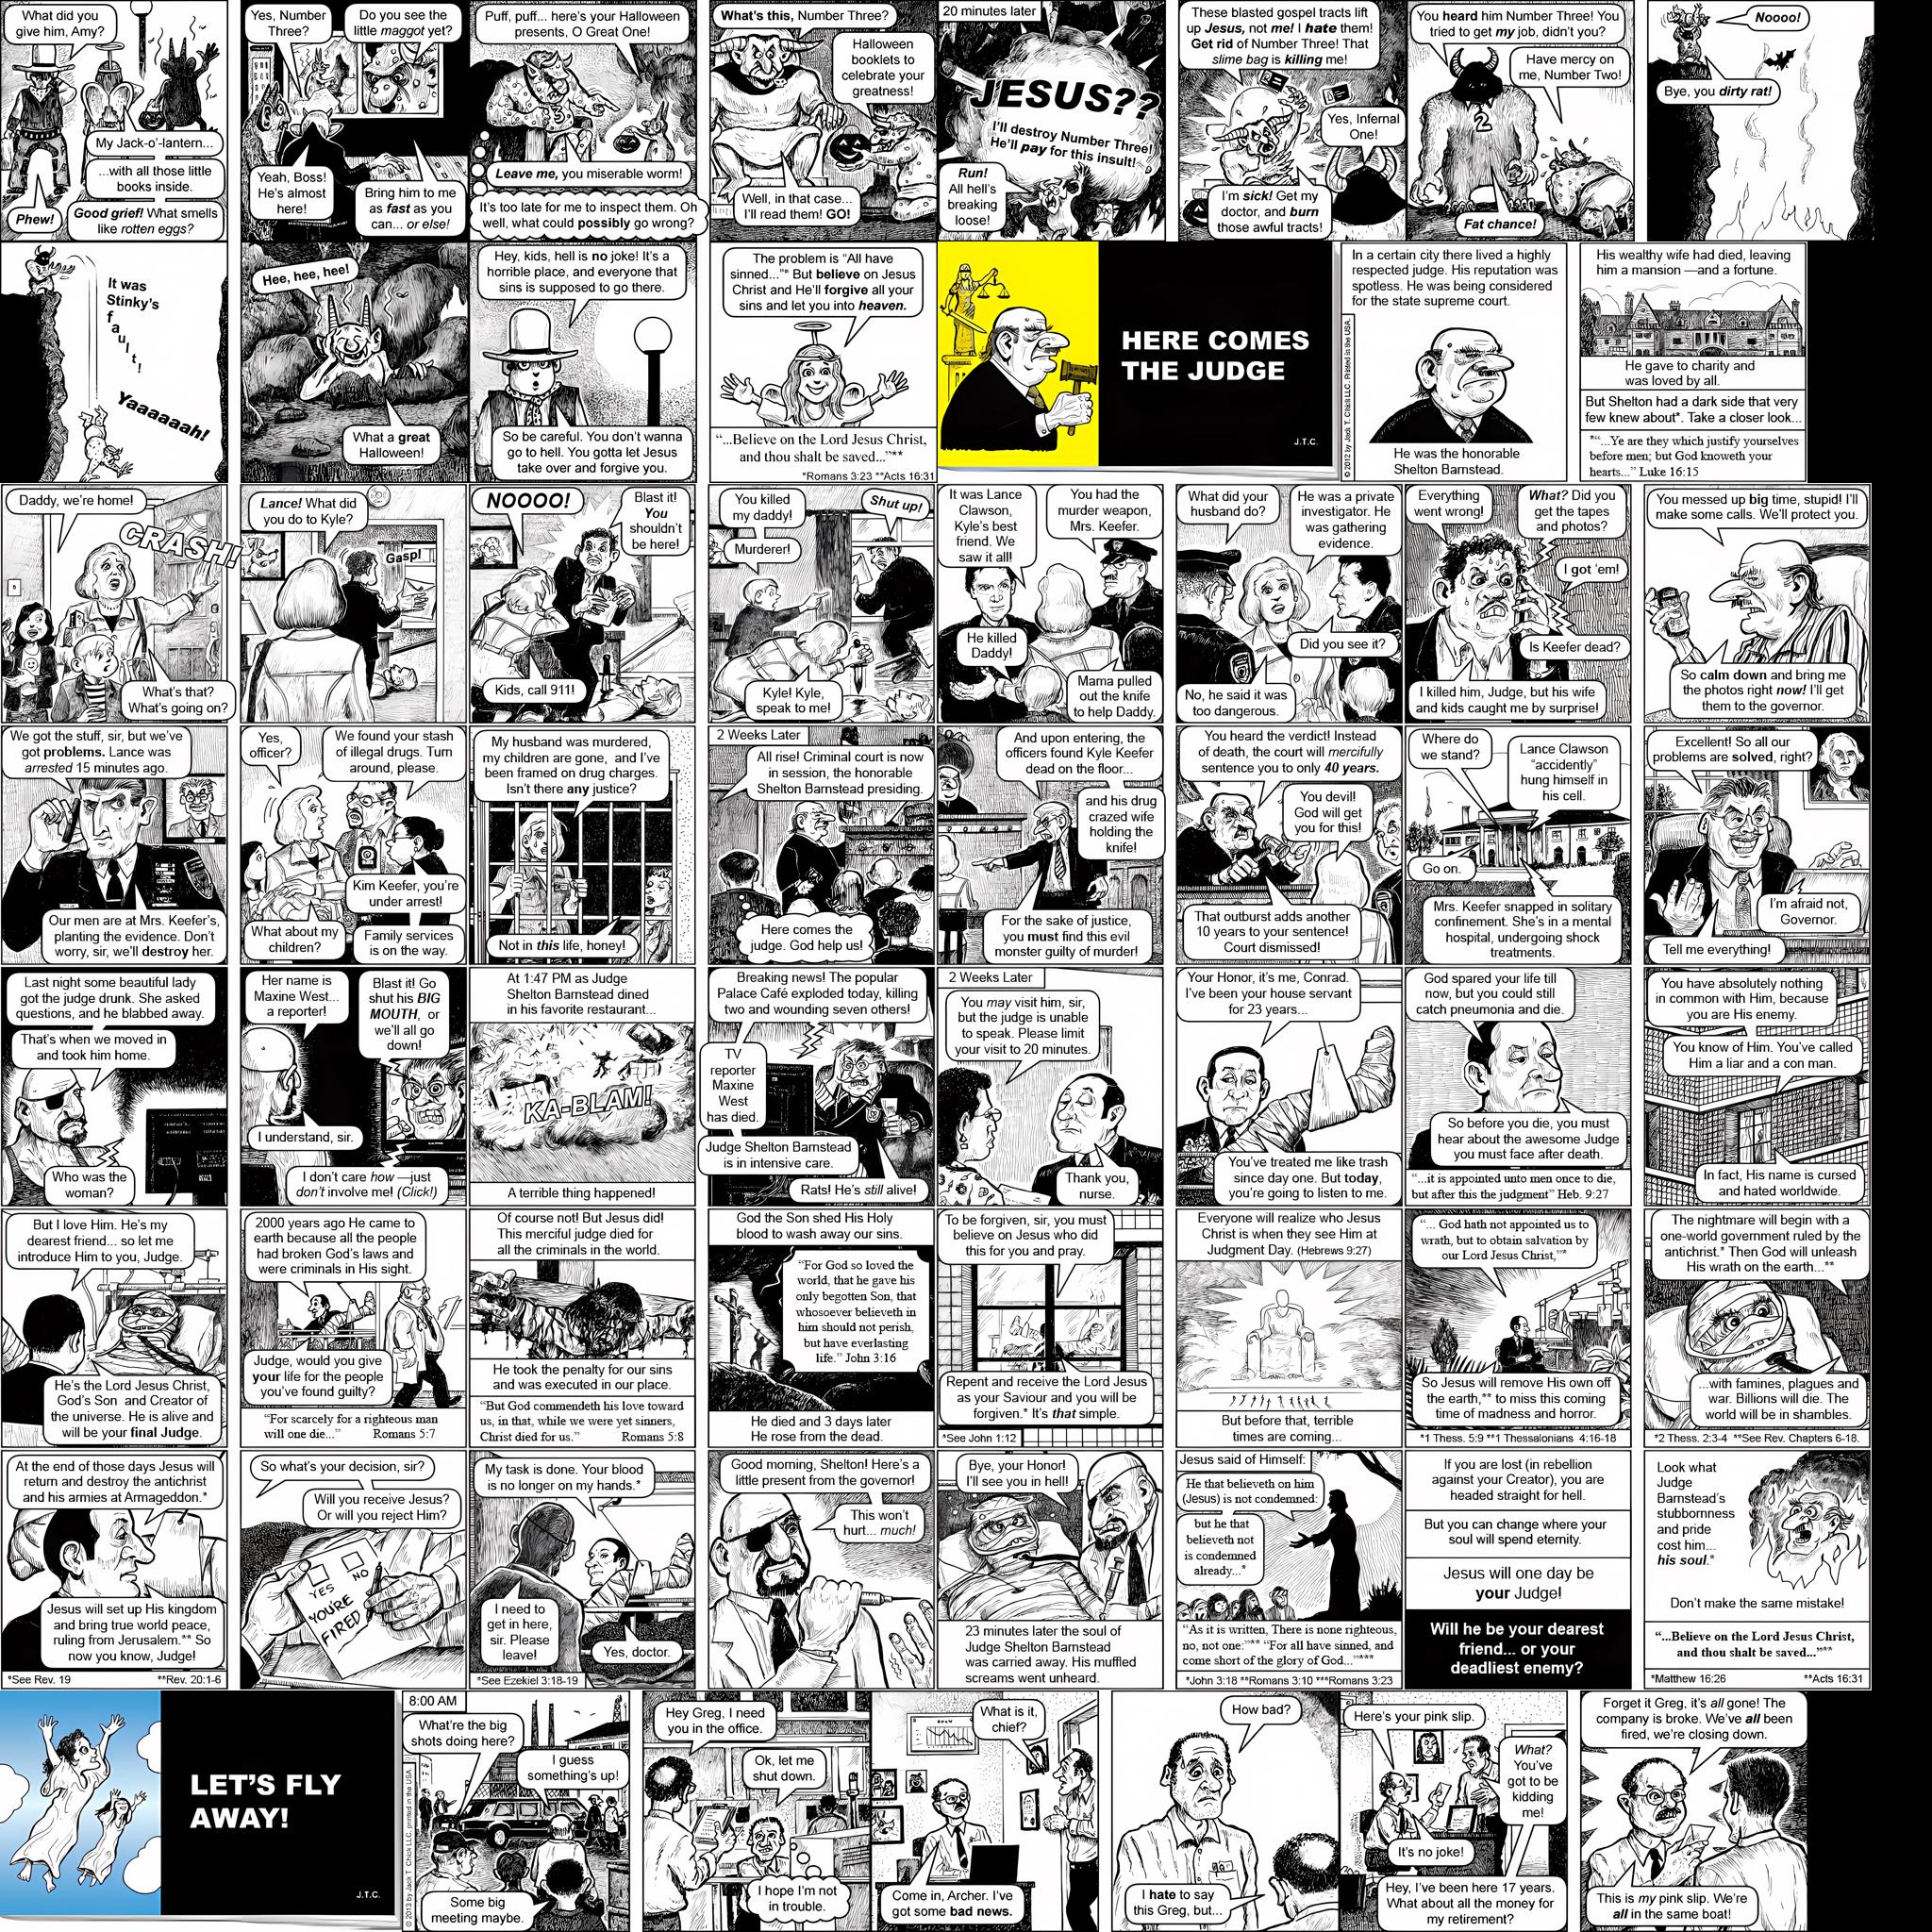 What did you
give him, Amy?
My Jack-o'-lantern...
...with all those little
books inside.
Phew!
Good grief! What smells
like rotten eggs?
Yes, Number
Three?
Do you see the
little maggot yet?
Yeah, Boss!
He's almost
here!
Bring him to me
as fast as you
can... or else!
Puff, puff... here's your Halloween
presents, O Great One!
Leave me, you miserable worm!
It's too late for me to inspect them. Oh
well, what could possibly go wrong?
What's this, Number Three?
Halloween
booklets to
celebrate your
greatness!
Well, in that case...
I'll read them! GO!
20 minutes later
JESUS??
I'll destroy Number Three!
He'll pay for this insult!
Run!
All hell's
breaking
loose!
These blasted gospel tracts lift
up Jesus, not me! I hate them!
Get rid of Number Three! That
slime bag is killing me!
Yes, Infernal
One!
I'm sick! Get my
doctor, and burn
those awful tracts!
You heard him Number Three! You
tried to get my job, didn't you?
Have mercy on
me, Number Two!
2
Fat chance!
Noooo!
Bye, you dirty rat!
It was
Stinky's
fault!
Yaaaaaah!
Hee, hee, hee!
What a great
Halloween!
Hey, kids, hell is no joke! It's a
horrible place, and everyone that
sins is supposed to go there.
So be careful. You don't wanna
go to hell. You gotta let Jesus
take over and forgive you.
The problem is "All have
sinned..."* But believe on Jesus
Christ and He'll forgive all your
sins and let you into heaven.
"...Believe on the Lord Jesus Christ,
and thou shalt be saved..."**
*Romans 3:23 **Acts 16:31
HERE COMES
THE JUDGE
J.T.C.
© 2012 by Jack T. Chick LLC. Printed in the USA.
In a certain city there lived a highly
respected judge. His reputation was
spotless. He was being considered
for the state supreme court.
He was the honorable
Shelton Barnstead.
His wealthy wife had died, leaving
him a mansion —and a fortune.
He gave to charity and
was loved by all.
But Shelton had a dark side that very
few knew about*. Take a closer look...
*"...Ye are they which justify yourselves
before men; but God knoweth your
hearts..." Luke 16:15
Daddy, we're home!
CRASH!
What's that?
What's going on?
Lance! What did
you do to Kyle?
Gasp!
NOOOO!
Blast it!
You
shouldn't
be here!
Kids, call 911!
You killed
my daddy!
Shut up!
Murderer!
Kyle! Kyle,
speak to me!
It was Lance
Clawson,
Kyle's best
friend. We
saw it all!
You had the
murder weapon,
Mrs. Keefer.
He killed
Daddy!
Mama pulled
out the knife
to help Daddy.
What did your
husband do?
He was a private
investigator. He
was gathering
evidence.
Did you see it?
No, he said it was
too dangerous.
Everything
went wrong!
What? Did you
get the tapes
and photos?
I got 'em!
Is Keefer dead?
I killed him, Judge, but his wife
and kids caught me by surprise!
You messed up big time, stupid! I'll
make some calls. We'll protect you.
So calm down and bring me
the photos right now! I'll get
them to the governor.
We got the stuff, sir, but we've
got problems. Lance was
arrested 15 minutes ago.
Our men are at Mrs. Keefer's,
planting the evidence. Don't
worry, sir, we'll destroy her.
Yes,
officer?
We found your stash
of illegal drugs. Turn
around, please.
Kim Keefer, you're
under arrest!
What about my
children?
Family services
is on the way.
My husband was murdered,
my children are gone, and I've
been framed on drug charges.
Isn't there any justice?
Not in this life, honey!
2 Weeks Later
All rise! Criminal court is now
in session, the honorable
Shelton Barnstead presiding.
Here comes the
judge. God help us!
And upon entering, the
officers found Kyle Keefer
dead on the floor...
and his drug
crazed wife
holding the
knife!
For the sake of justice,
you must find this evil
monster guilty of murder!
You heard the verdict! Instead
of death, the court will mercifully
sentence you to only 40 years.
You devil!
God will get
you for this!
That outburst adds another
10 years to your sentence!
Court dismissed!
Where do
we stand?
Lance Clawson
"accidently"
hung himself in
his cell.
Go on.
Mrs. Keefer snapped in solitary
confinement. She's in a mental
hospital, undergoing shock
treatments.
Excellent! So all our
problems are solved, right?
I'm afraid not,
Governor.
Tell me everything!
Last night some beautiful lady
got the judge drunk. She asked
questions, and he blabbed away.
That's when we moved in
and took him home.
Who was the
woman?
Her name is
Maxine West...
a reporter!
Blast it! Go
shut his BIG
MOUTH, or
we'll all go
down!
I understand, sir.
I don't care how —just
don't involve me! (Click!)
At 1:47 PM as Judge
Shelton Barnstead dined
in his favorite restaurant...
KA-BLAM!
A terrible thing happened!
Breaking news! The popular
Palace Café exploded today, killing
two and wounding seven others!
TV
reporter
Maxine
West
has died.
Judge Shelton Barnstead
is in intensive care.
Rats! He's still alive!
2 Weeks Later
You may visit him, sir,
but the judge is unable
to speak. Please limit
your visit to 20 minutes.
Thank you,
nurse.
Your Honor, it's me, Conrad.
I've been your house servant
for 23 years...
You've treated me like trash
since day one. But today,
you're going to listen to me.
God spared your life till
now, but you could still
catch pneumonia and die.
So before you die, you must
hear about the awesome Judge
you must face after death.
"...it is appointed unto men once to die,
but after this the judgment" Heb. 9:27
You have absolutely nothing
in common with Him, because
you are His enemy.
You know of Him. You've called
Him a liar and a con man.
In fact, His name is cursed
and hated worldwide.
But I love Him. He's my
dearest friend... so let me
introduce Him to you, Judge.
He's the Lord Jesus Christ,
God's Son and Creator of
the universe. He is alive and
will be your final Judge.
2000 years ago He came to
earth because all the people
had broken God's laws and
were criminals in His sight.
Judge, would you give
your life for the people
you've found guilty?
"For scarcely for a righteous man
will one die..." Romans 5:7
Of course not! But Jesus did!
This merciful judge died for
all the criminals in the world.
He took the penalty for our sins
and was executed in our place.
"But God commendeth his love toward
us, in that, while we were yet sinners,
Christ died for us." Romans 5:8
God the Son shed His Holy
blood to wash away our sins.
"For God so loved the
world, that he gave his
only begotten Son, that
whosoever believeth in
him should not perish,
but have everlasting
life." John 3:16
He died and 3 days later
He rose from the dead.
To be forgiven, sir, you must
believe on Jesus who did
this for you and pray.
Repent and receive the Lord Jesus
as your Saviour and you will be
forgiven.* It's that simple.
*See John 1:12
Everyone will realize who Jesus
Christ is when they see Him at
Judgment Day. (Hebrews 9:27)
But before that, terrible
times are coming...
"... God hath not appointed us to
wrath, but to obtain salvation by
our Lord Jesus Christ,"*
So Jesus will remove His own off
the earth,** to miss this coming
time of madness and horror.
*1 Thess. 5:9 **1 Thessalonians 4:16-18
The nightmare will begin with a
one-world government ruled by the
antichrist.* Then God will unleash
His wrath on the earth...**
...with famines, plagues and
war. Billions will die. The
world will be in shambles.
*2 Thess. 2:3-4 **See Rev. Chapters 6-18.
At the end of those days Jesus will
return and destroy the antichrist
and his armies at Armageddon.*
Jesus will set up His kingdom
and bring true world peace,
ruling from Jerusalem.** So
now you know, Judge!
*See Rev. 19 **Rev. 20:1-6
So what's your decision, sir?
Will you receive Jesus?
Or will you reject Him?
YES NO
YOU'RE
FIRED
My task is done. Your blood
is no longer on my hands.*
I need to
get in here,
sir. Please
leave!
Yes, doctor.
*See Ezekiel 3:18-19
Good morning, Shelton! Here's a
little present from the governor!
This won't
hurt... much!
Bye, your Honor!
I'll see you in hell!
23 minutes later the soul of
Judge Shelton Barnstead
was carried away. His muffled
screams went unheard.
Jesus said of Himself:
He that believeth on him
(Jesus) is not condemned:
but he that
believeth not
is condemned
already..."*
"As it is written, There is none righteous,
no, not one:"** "For all have sinned, and
come short of the glory of God..."***
*John 3:18 **Romans 3:10 ***Romans 3:23
If you are lost (in rebellion
against your Creator), you are
headed straight for hell.
But you can change where your
soul will spend eternity.
Jesus will one day be
your Judge!
Will he be your dearest
friend... or your
deadliest enemy?
Look what
Judge
Barnstead's
stubbornness
and pride
cost him...
his soul.*
Don't make the same mistake!
"...Believe on the Lord Jesus Christ,
and thou shalt be saved..."**
*Matthew 16:26 **Acts 16:31
LET'S FLY
AWAY!
J.T.C.
© 2013 by Jack T. Chick LLC. printed in the USA.
8:00 AM
What're the big
shots doing here?
I guess
something's up!
Some big
meeting maybe.
Hey Greg, I need
you in the office.
Ok, let me
shut down.
I hope I'm not
in trouble.
What is it,
chief?
Come in, Archer. I've
got some bad news.
How bad?
I hate to say
this Greg, but...
Here's your pink slip.
What?
You've
got to be
kidding
me!
It's no joke!
Hey, I've been here 17 years.
What about all the money for
my retirement?
Forget it Greg, it's all gone! The
company is broke. We've all been
fired, we're closing down.
This is my pink slip. We're
all in the same boat!